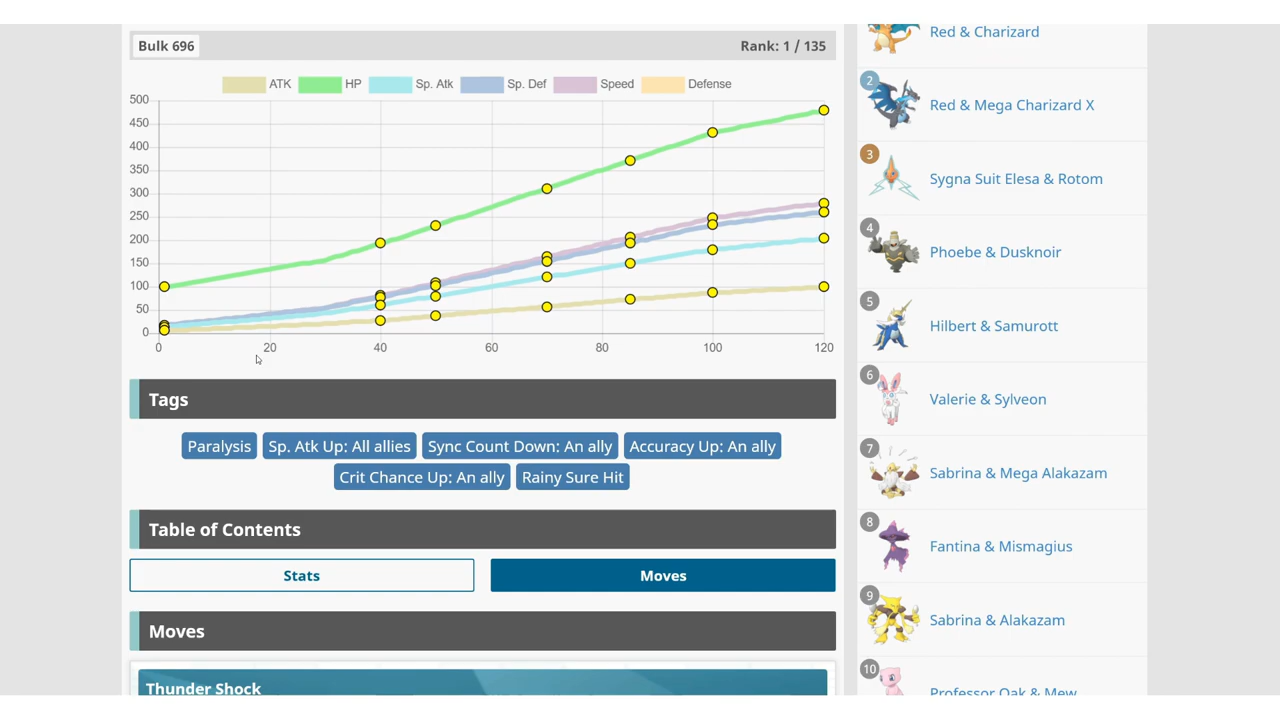 Bulk 696
Rank: 1 / 135
ATK HP Sp. Atk Sp. Def Speed Defense
500
450
400
350
300
250
200
150
100
50
0
0 20 40 60 80 100 120
Tags
Paralysis Sp. Atk Up: All allies Sync Count Down: An ally Accuracy Up: An ally
Crit Chance Up: An ally Rainy Sure Hit
Table of Contents
Stats Moves
Moves
Thunder Shock
Red & Charizard
2 Red & Mega Charizard X
3 Sygna Suit Elesa & Rotom
4 Phoebe & Dusknoir
5 Hilbert & Samurott
6 Valerie & Sylveon
7 Sabrina & Mega Alakazam
8 Fantina & Mismagius
9 Sabrina & Alakazam
10 Professor Oak & Mew